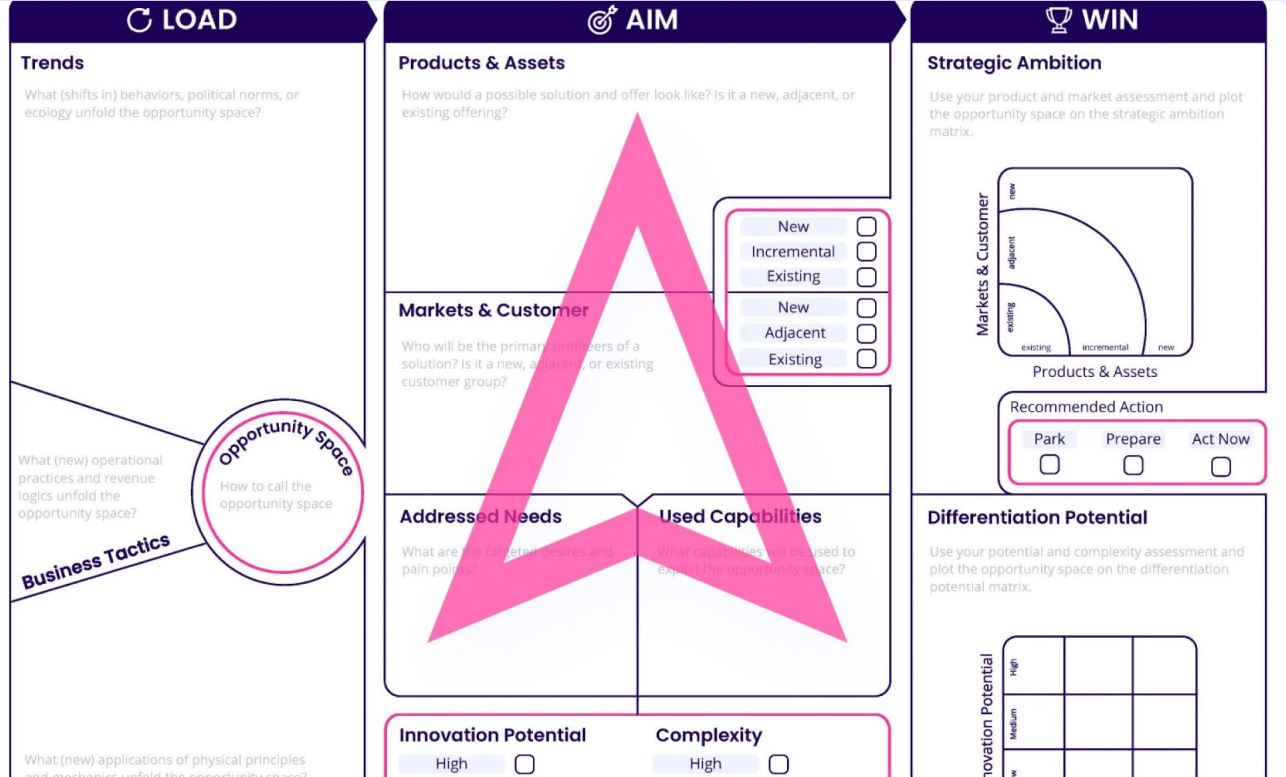 LOAD
Trends
What (shifts in) behaviors, political norms, or
ecology unfold the opportunity space?
What (new) operational
practices and revenue
logics unfold the
opportunity space?
Business Tactics
Opportunity Space
How to call the
opportunity space
What (new) applications of physical principles
and mechanics unfold the opportunity space?
AIM
Products & Assets
How would a possible solution and offer look like? Is it a new, adjacent, or
existing offering?
New
Incremental
Existing
Markets & Customer
Who will be the primary profiteers of a
solution? Is it a new, adjacent, or existing
customer group?
New
Adjacent
Existing
Addressed Needs
What are the targeted desires and
pain points?
Used Capabilities
What capabilities will be used to
exploit the opportunity space?
Innovation Potential
High
Complexity
High
WIN
Strategic Ambition
Use your product and market assessment and plot
the opportunity space on the strategic ambition
matrix.
Markets & Customer
new
adjacent
existing
existing
incremental
new
Products & Assets
Recommended Action
Park
Prepare
Act Now
Differentiation Potential
Use your potential and complexity assessment and
plot the opportunity space on the differentiation
potential matrix.
novation Potential
High
Medium
w